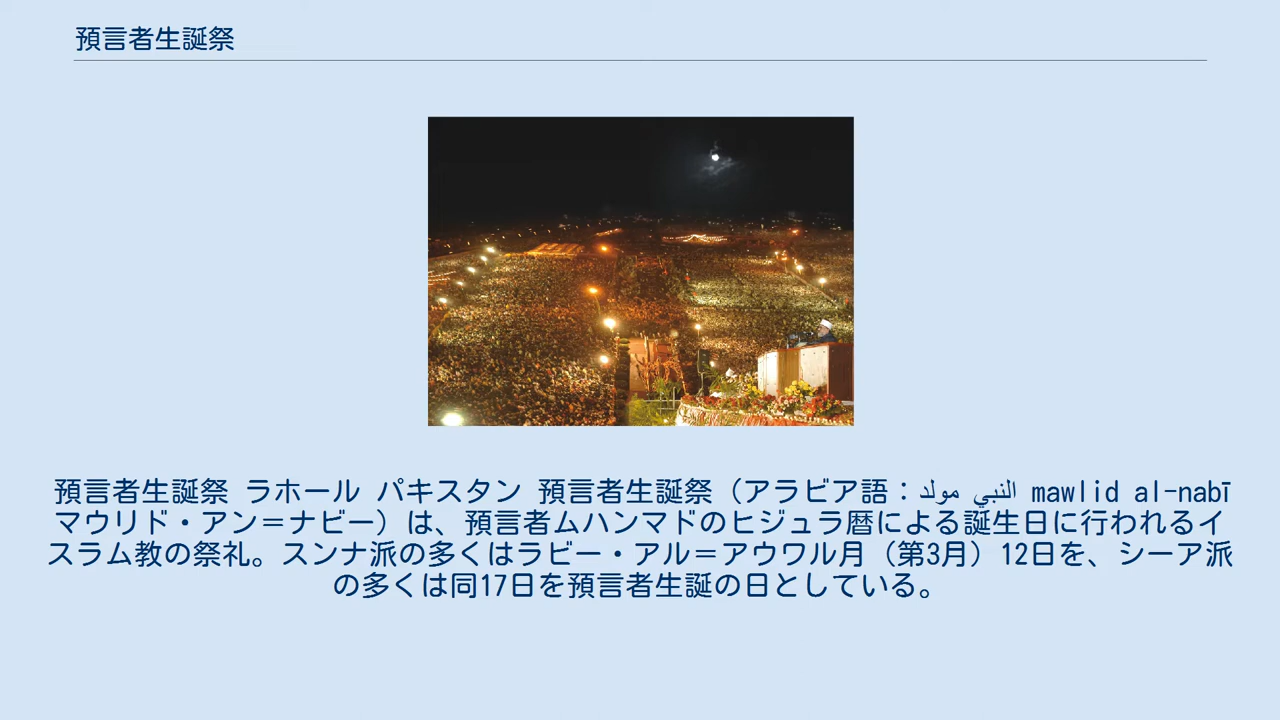 預言者生誕祭
預言者生誕祭 ラホール パキスタン 預言者生誕祭（アラビア語：مولد النبي mawlid al-nabī
マウリド・アン＝ナビー）は、預言者ムハンマドのヒジュラ暦による誕生日に行われるイ
スラム教の祭礼。スンナ派の多くはラビー・アル＝アウワル月（第3月）12日を、シーア派
の多くは同17日を預言者生誕の日としている。